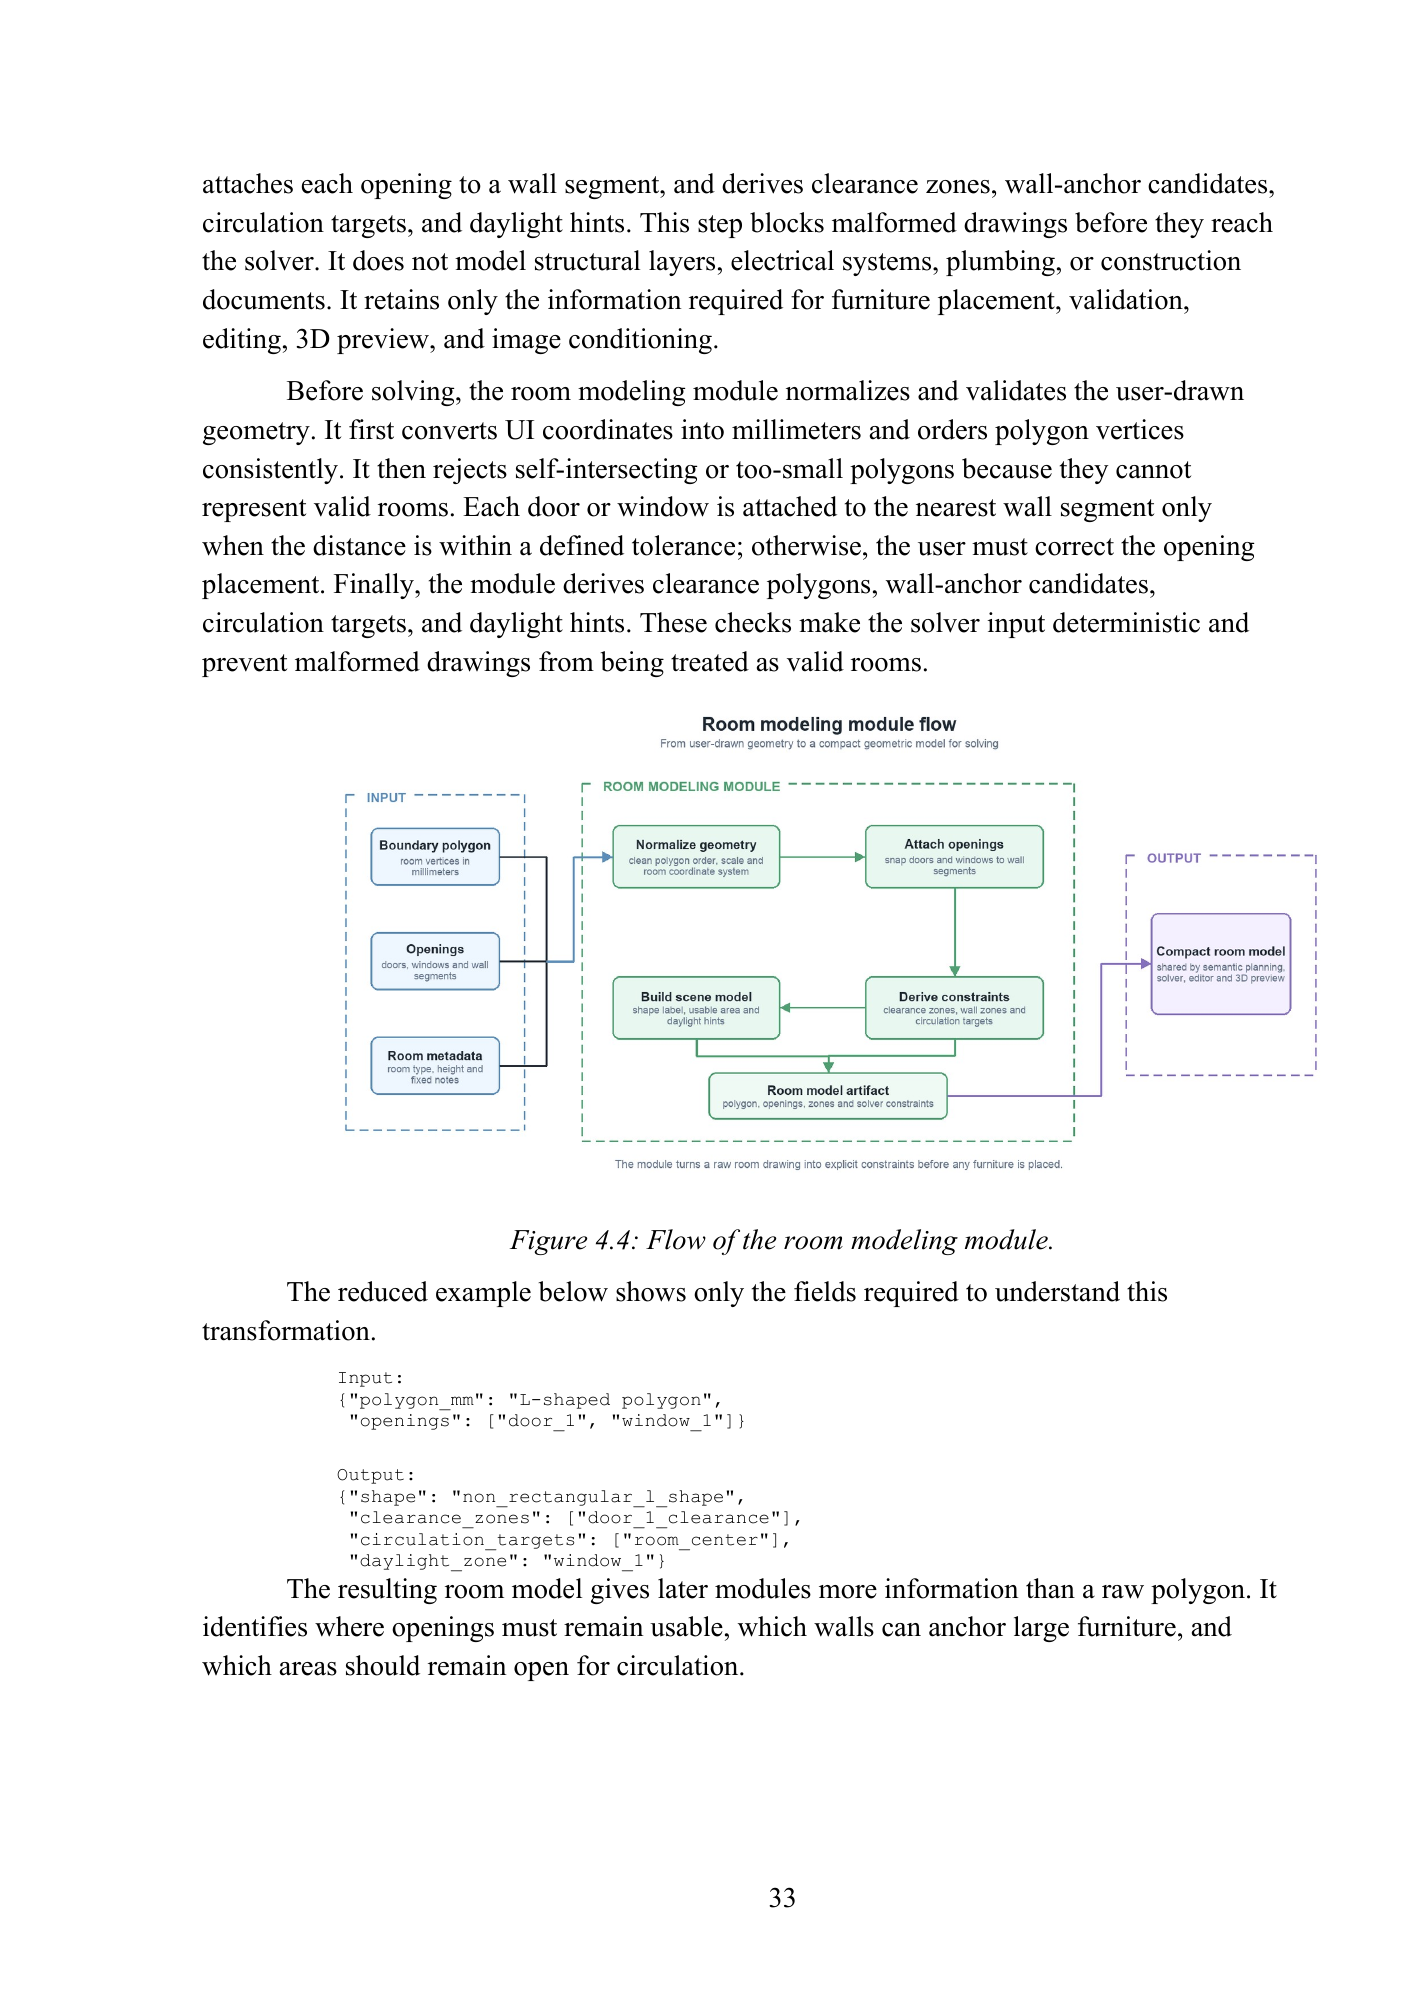 attaches each opening to a wall segment, and derives clearance zones, wall-anchor candidates,
circulation targets, and daylight hints. This step blocks malformed drawings before they reach
the solver. It does not model structural layers, electrical systems, plumbing, or construction
documents. It retains only the information required for furniture placement, validation,
editing, 3D preview, and image conditioning.
Before solving, the room modeling module normalizes and validates the user-drawn
geometry. It first converts UI coordinates into millimeters and orders polygon vertices
consistently. It then rejects self-intersecting or too-small polygons because they cannot
represent valid rooms. Each door or window is attached to the nearest wall segment only
when the distance is within a defined tolerance; otherwise, the user must correct the opening
placement. Finally, the module derives clearance polygons, wall-anchor candidates,
circulation targets, and daylight hints. These checks make the solver input deterministic and
prevent malformed drawings from being treated as valid rooms.
Room modeling module flow
From user-drawn geometry to a compact geometric model for solving
INPUT
Boundary polygon
room vertices in
millimeters
Openings
doors, windows and wall
segments
Room metadata
room type, height and
fixed notes
ROOM MODELING MODULE
Normalize geometry
clean polygon order, scale and
room coordinate system
Attach openings
snap doors and windows to wall
segments
Build scene model
shape label, usable area and
daylight hints
Derive constraints
clearance zones, wall zones and
circulation targets
Room model artifact
polygon, openings, zones and solver constraints
OUTPUT
Compact room model
shared by semantic planning,
solver, editor and 3D preview
The module turns a raw room drawing into explicit constraints before any furniture is placed.
Figure 4.4: Flow of the room modeling module.
The reduced example below shows only the fields required to understand this
transformation.
Input:
{"polygon_mm": "L-shaped polygon",
 "openings": ["door_1", "window_1"]}
Output:
{"shape": "non_rectangular_l_shape",
 "clearance_zones": ["door_1_clearance"],
 "circulation_targets": ["room_center"],
 "daylight_zone": "window_1"}
The resulting room model gives later modules more information than a raw polygon. It
identifies where openings must remain usable, which walls can anchor large furniture, and
which areas should remain open for circulation.
33